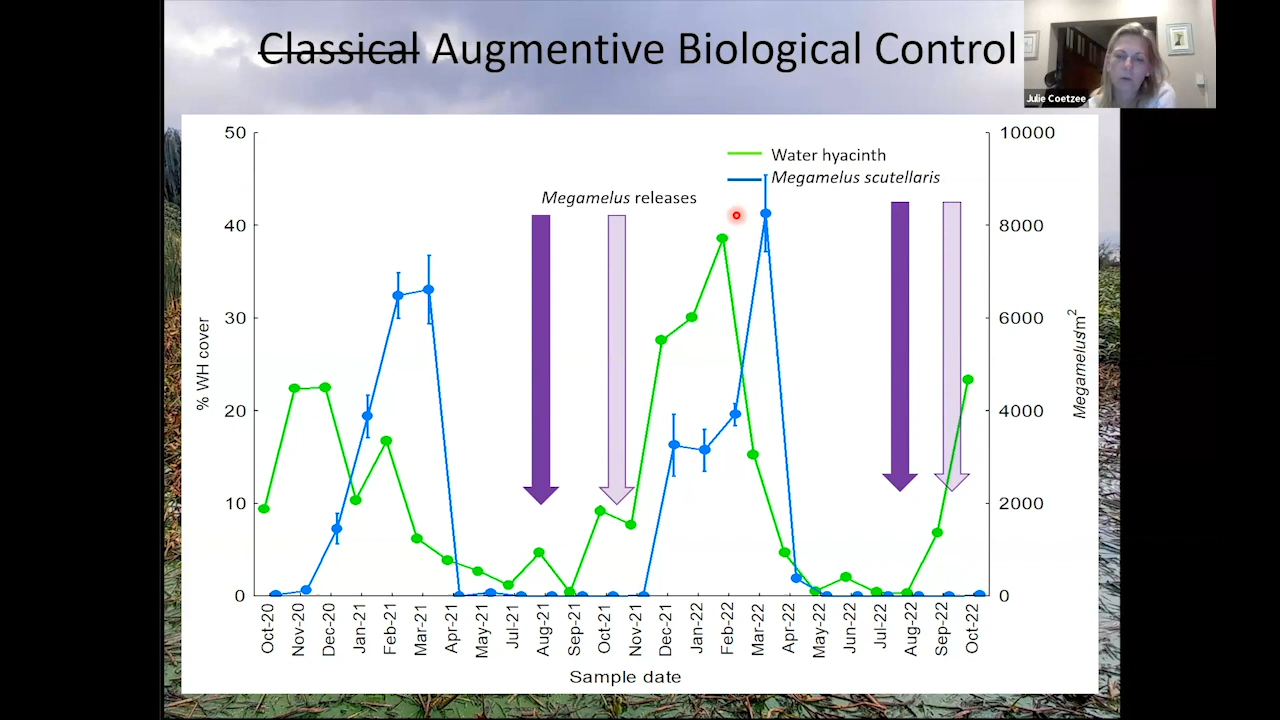 Classical Augmentive Biological Control
Julie Coetzee
50
40
30
20
10
0
% WH cover
10000
8000
6000
4000
2000
0
Megamelus/m²
Water hyacinth
Megamelus scutellaris
Megamelus releases
Oct-20
Nov-20
Dec-20
Jan-21
Feb-21
Mar-21
Apr-21
May-21
Jul-21
Aug-21
Sep-21
Oct-21
Nov-21
Dec-21
Jan-22
Feb-22
Mar-22
Apr-22
May-22
Jun-22
Jul-22
Aug-22
Sep-22
Oct-22
Sample date